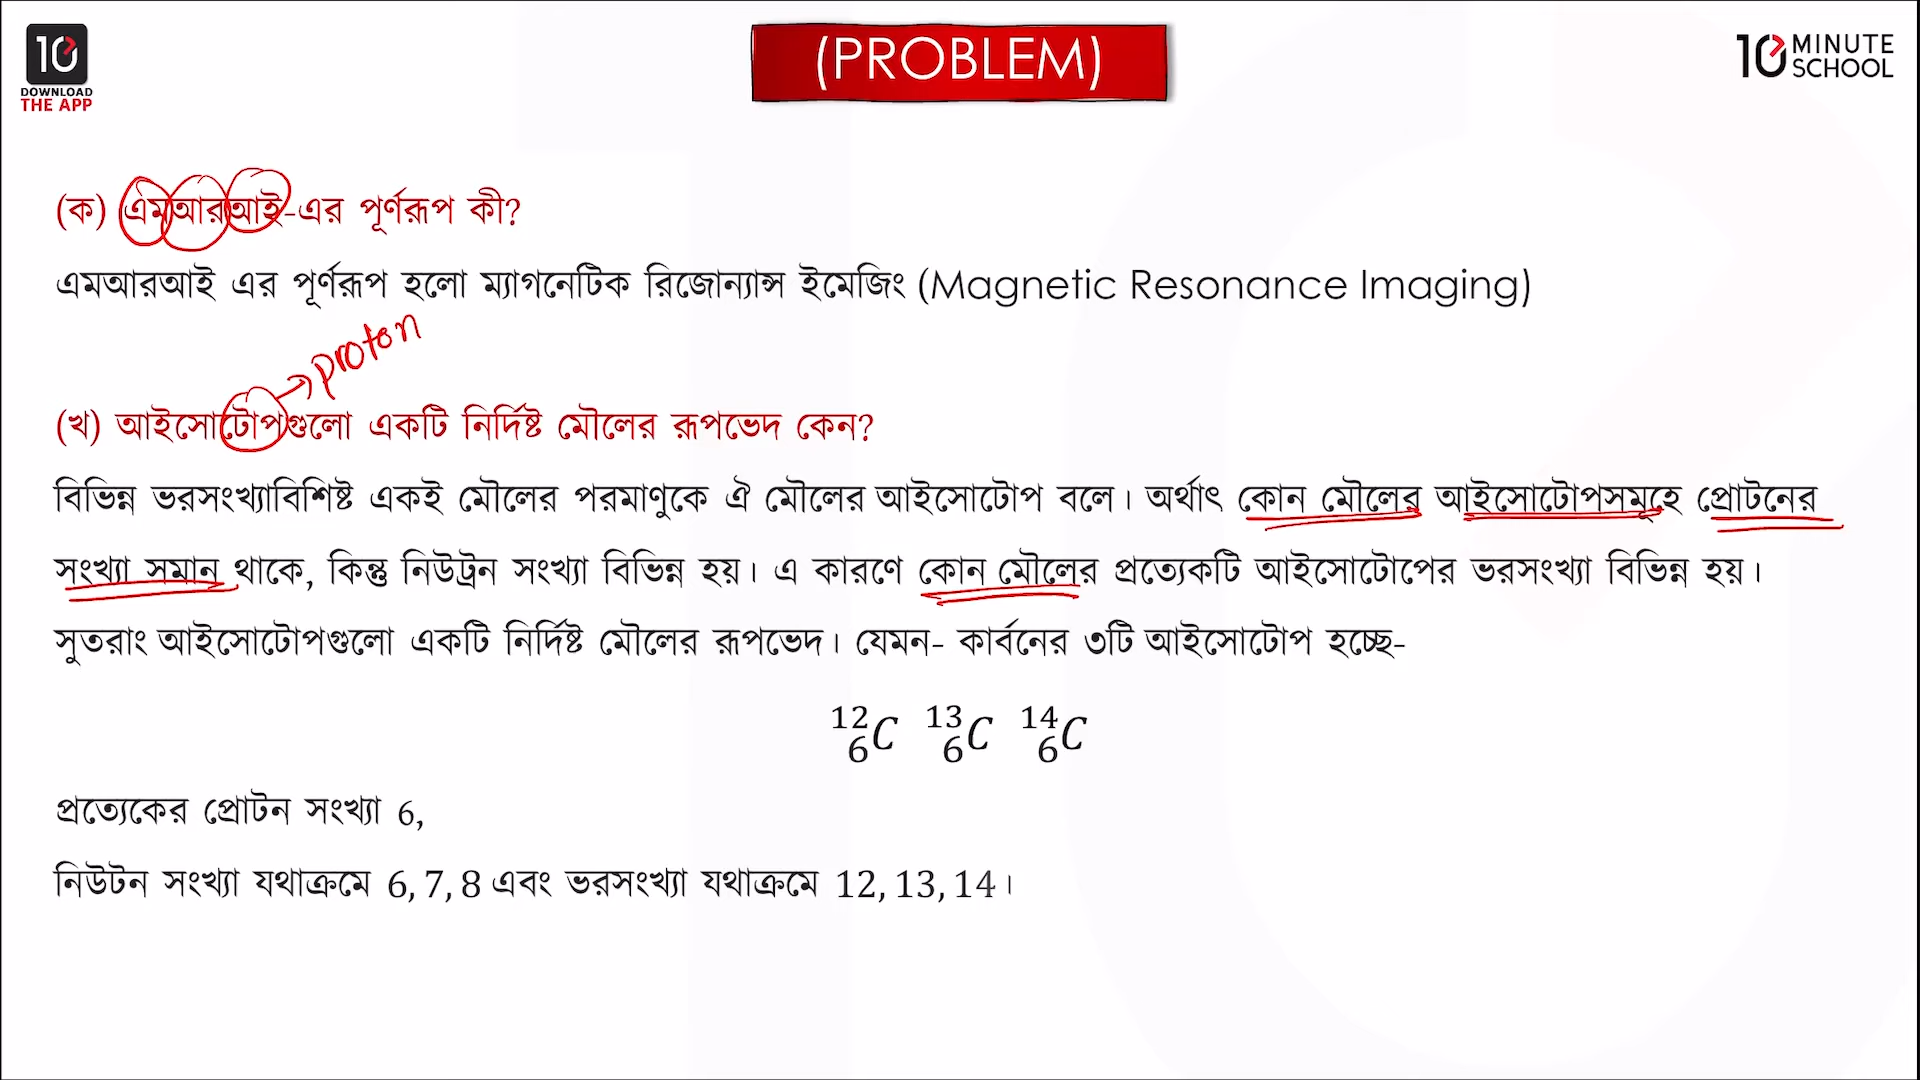 10
DOWNLOAD
THE APP
(PROBLEM)
10 MINUTE
SCHOOL
(ক) এমআরআই-এর পূর্ণরূপ কী?
এমআরআই এর পূর্ণরূপ হলো ম্যাগনেটিক রিজোন্যান্স ইমেজিং (Magnetic Resonance Imaging)
proton
(খ) আইসোটোপগুলো একটি নির্দিষ্ট মৌলের রূপভেদ কেন?
বিভিন্ন ভরসংখ্যাবিশিষ্ট একই মৌলের পরমাণুকে ঐ মৌলের আইসোটোপ বলে। অর্থাৎ কোন মৌলের আইসোটোপসমূহে প্রোটনের
সংখ্যা সমান থাকে, কিন্তু নিউট্রন সংখ্যা বিভিন্ন হয়। এ কারণে কোন মৌলের প্রত্যেকটি আইসোটোপের ভরসংখ্যা বিভিন্ন হয়।
সুতরাং আইসোটোপগুলো একটি নির্দিষ্ট মৌলের রূপভেদ। যেমন- কার্বনের ৩টি আইসোটোপ হচ্ছে-
¹²₆C ¹³₆C ¹⁴₆C
প্রত্যেকের প্রোটন সংখ্যা 6,
নিউটন সংখ্যা যথাক্রমে 6, 7, 8 এবং ভরসংখ্যা যথাক্রমে 12, 13, 14।